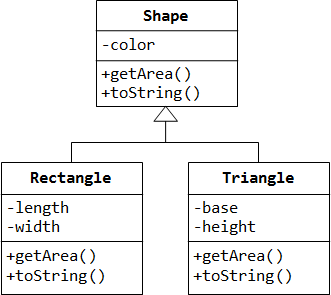 Shape
-color
+getArea()
+toString()
Rectangle
-length
-width
+getArea()
+toString()
Triangle
-base
-height
+getArea()
+toString()